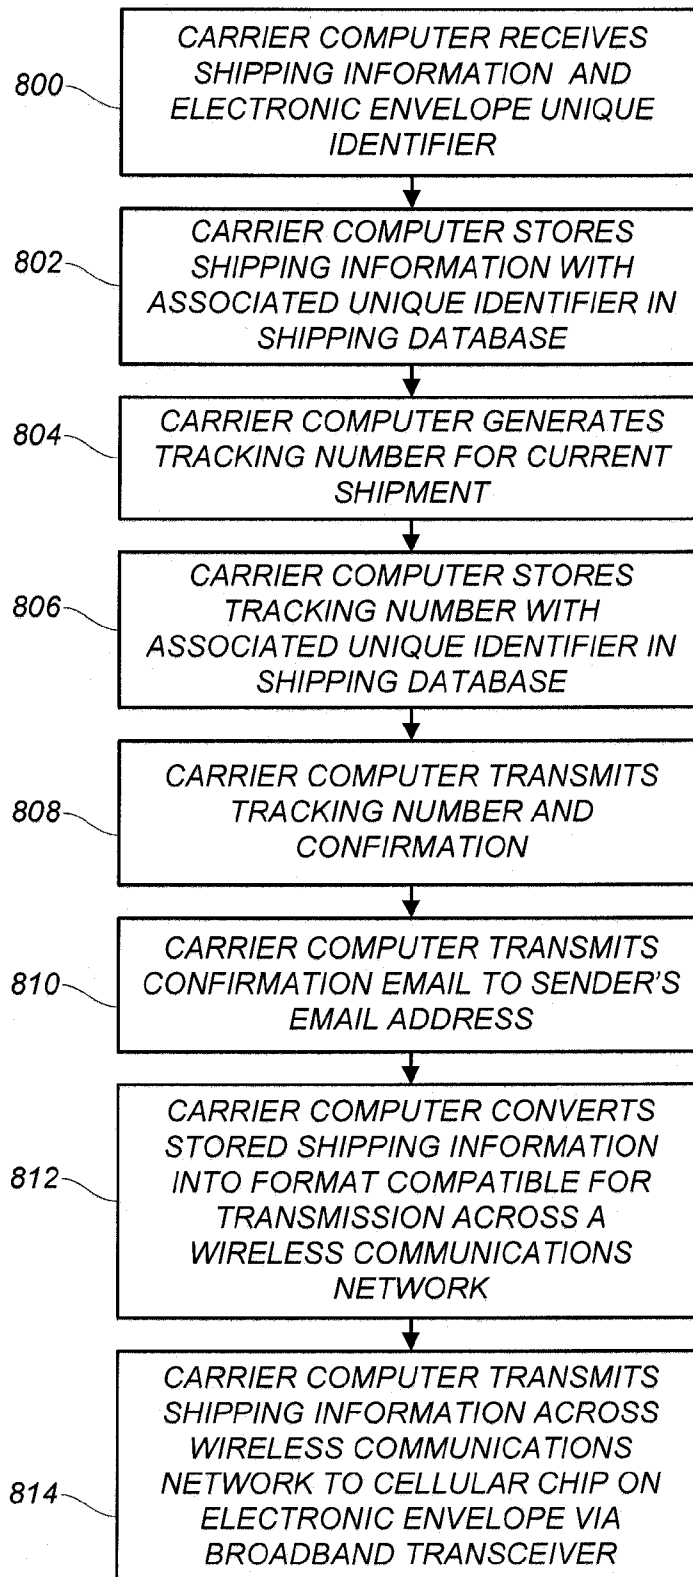 800
CARRIER COMPUTER RECEIVES
SHIPPING INFORMATION AND
ELECTRONIC ENVELOPE UNIQUE
IDENTIFIER
802
CARRIER COMPUTER STORES
SHIPPING INFORMATION WITH
ASSOCIATED UNIQUE IDENTIFIER IN
SHIPPING DATABASE
804
CARRIER COMPUTER GENERATES
TRACKING NUMBER FOR CURRENT
SHIPMENT
806
CARRIER COMPUTER STORES
TRACKING NUMBER WITH
ASSOCIATED UNIQUE IDENTIFIER IN
SHIPPING DATABASE
808
CARRIER COMPUTER TRANSMITS
TRACKING NUMBER AND
CONFIRMATION
810
CARRIER COMPUTER TRANSMITS
CONFIRMATION EMAIL TO SENDER'S
EMAIL ADDRESS
812
CARRIER COMPUTER CONVERTS
STORED SHIPPING INFORMATION
INTO FORMAT COMPATIBLE FOR
TRANSMISSION ACROSS A
WIRELESS COMMUNICATIONS
NETWORK
814
CARRIER COMPUTER TRANSMITS
SHIPPING INFORMATION ACROSS
WIRELESS COMMUNICATIONS
NETWORK TO CELLULAR CHIP ON
ELECTRONIC ENVELOPE VIA
BROADBAND TRANSCEIVER